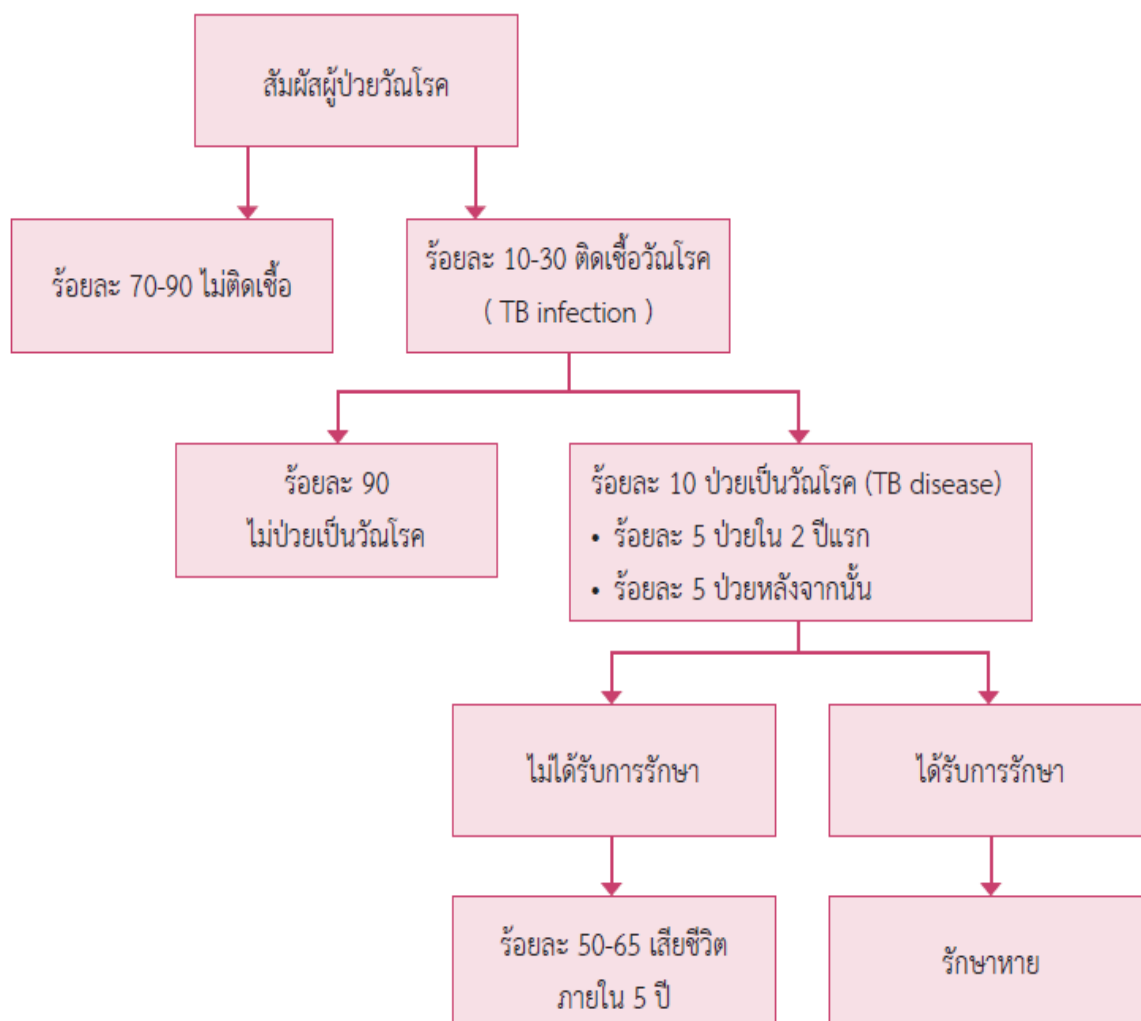 สัมผัสผู้ป่วยวัณโรค
ร้อยละ 70-90 ไม่ติดเชื้อ
ร้อยละ 10-30 ติดเชื้อวัณโรค
( TB infection )
ร้อยละ 90
ไม่ป่วยเป็นวัณโรค
ร้อยละ 10 ป่วยเป็นวัณโรค (TB disease)
• ร้อยละ 5 ป่วยใน 2 ปีแรก
• ร้อยละ 5 ป่วยหลังจากนั้น
ไม่ได้รับการรักษา
ได้รับการรักษา
ร้อยละ 50-65 เสียชีวิต
ภายใน 5 ปี
รักษาหาย